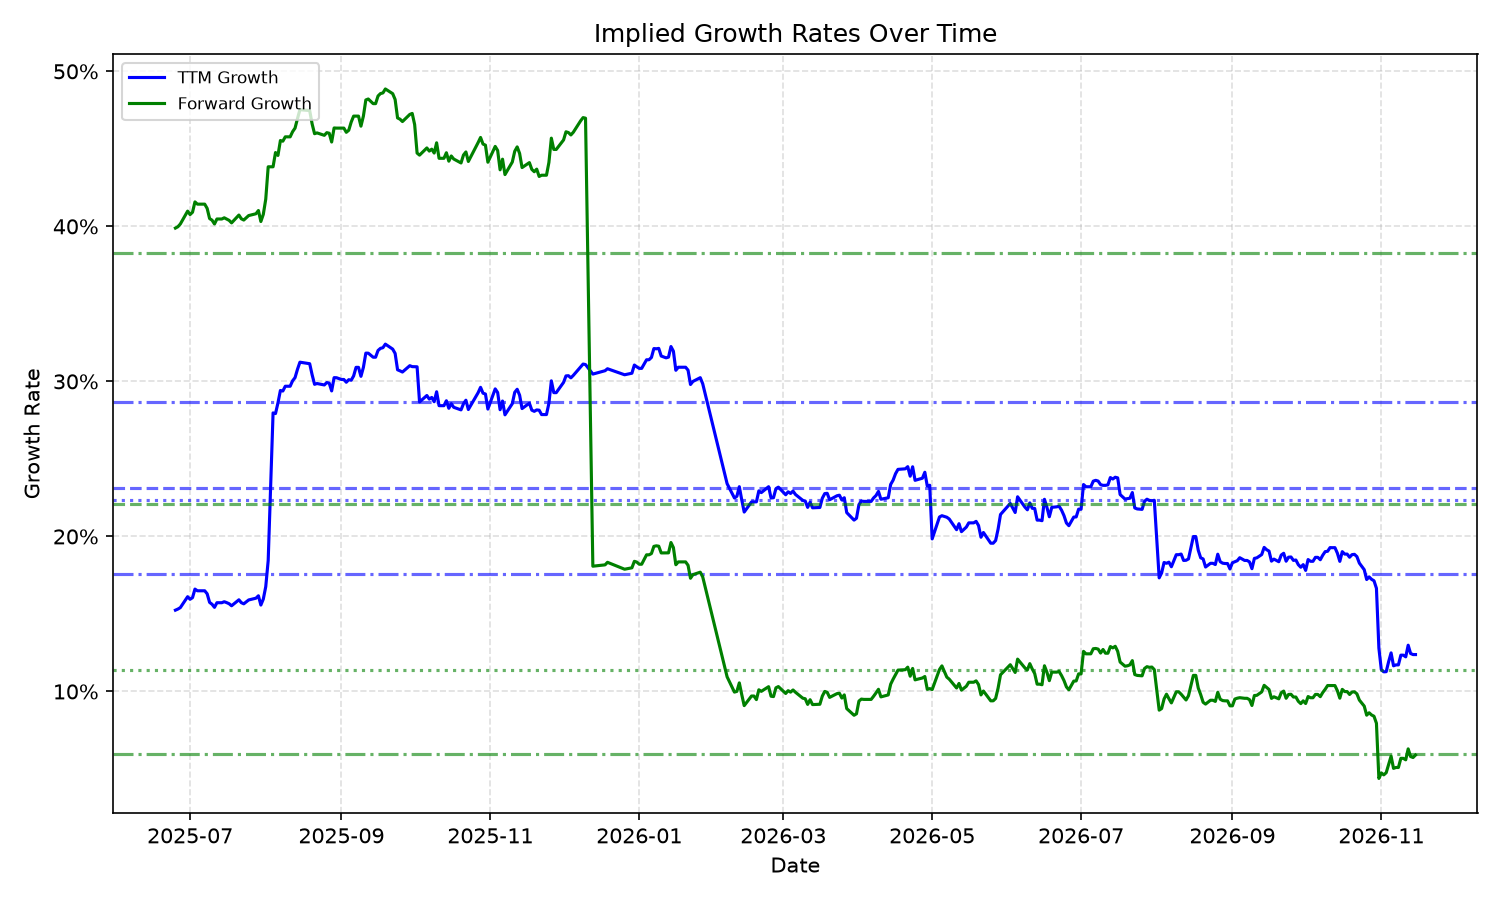 Implied Growth Rates Over Time
TTM Growth
Forward Growth
50%
40%
30%
20%
10%
Growth Rate
2025-07
2025-09
2025-11
2026-01
2026-03
2026-05
2026-07
2026-09
2026-11
Date